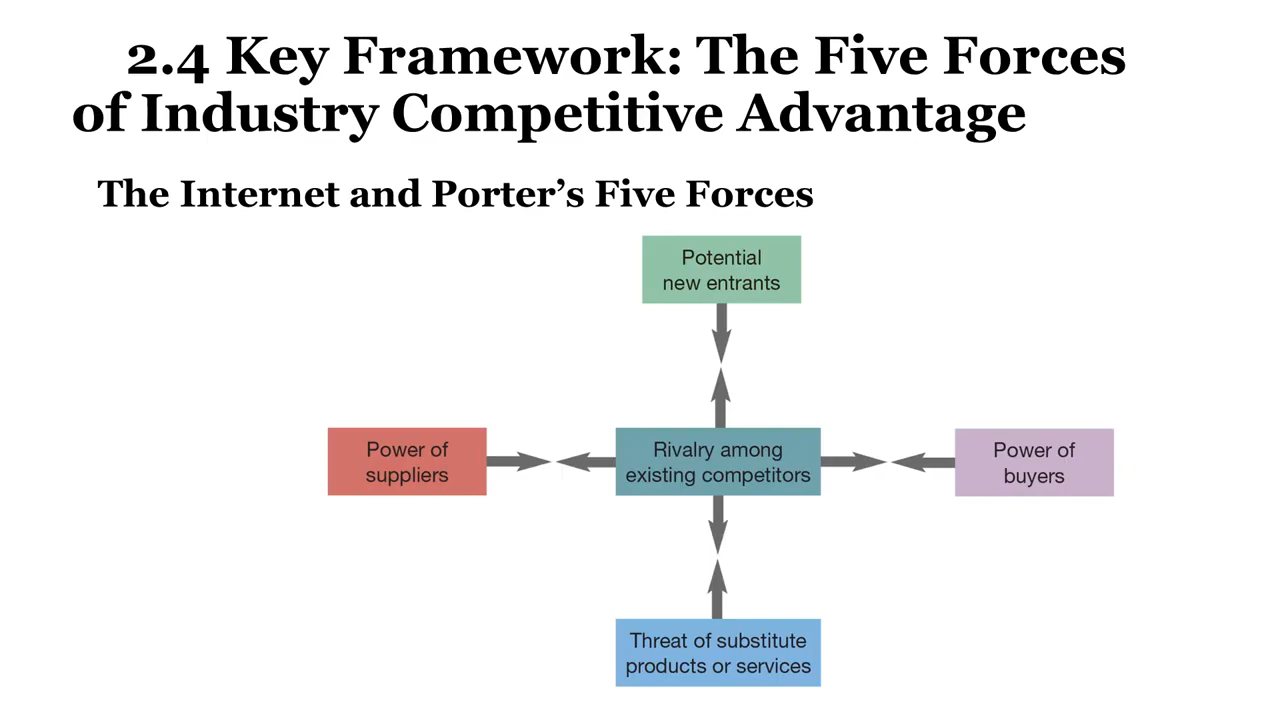 2.4 Key Framework: The Five Forces
of Industry Competitive Advantage
The Internet and Porter’s Five Forces
Potential
new entrants
Power of
suppliers
Rivalry among
existing competitors
Power of
buyers
Threat of substitute
products or services